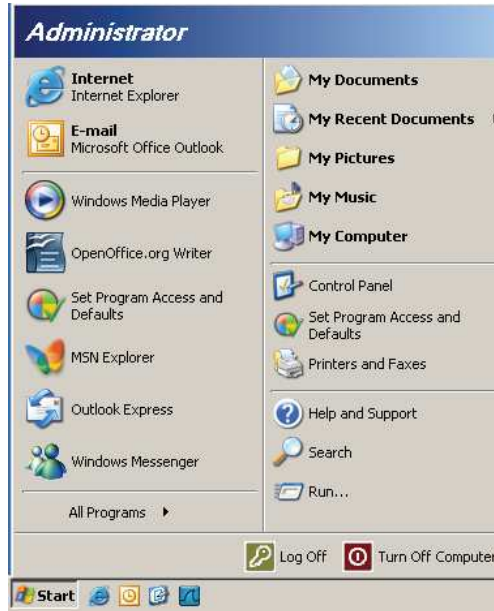 Administrator
Internet
Internet Explorer
E-mail
Microsoft Office Outlook
Windows Media Player
OpenOffice.org Writer
Set Program Access and
Defaults
MSN Explorer
Outlook Express
Windows Messenger
All Programs
My Documents
My Recent Documents
My Pictures
My Music
My Computer
Control Panel
Set Program Access and
Defaults
Printers and Faxes
Help and Support
Search
Run...
Log Off
Turn Off Computer
Start